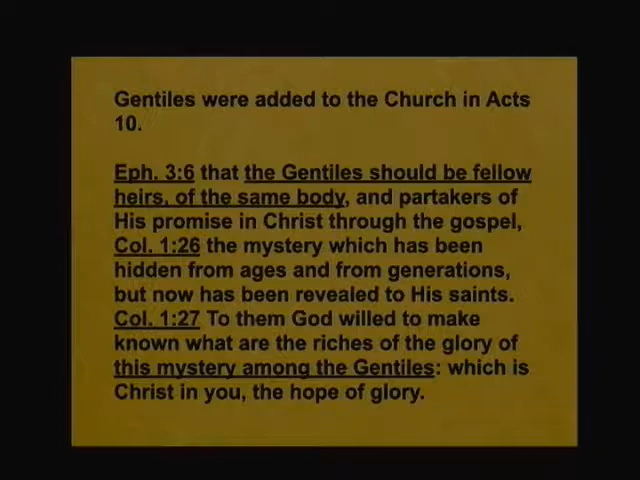 Gentiles were added to the Church in Acts
10.
Eph. 3:6 that the Gentiles should be fellow
heirs, of the same body, and partakers of
His promise in Christ through the gospel,
Col. 1:26 the mystery which has been
hidden from ages and from generations,
but now has been revealed to His saints.
Col. 1:27 To them God willed to make
known what are the riches of the glory of
this mystery among the Gentiles: which is
Christ in you, the hope of glory.